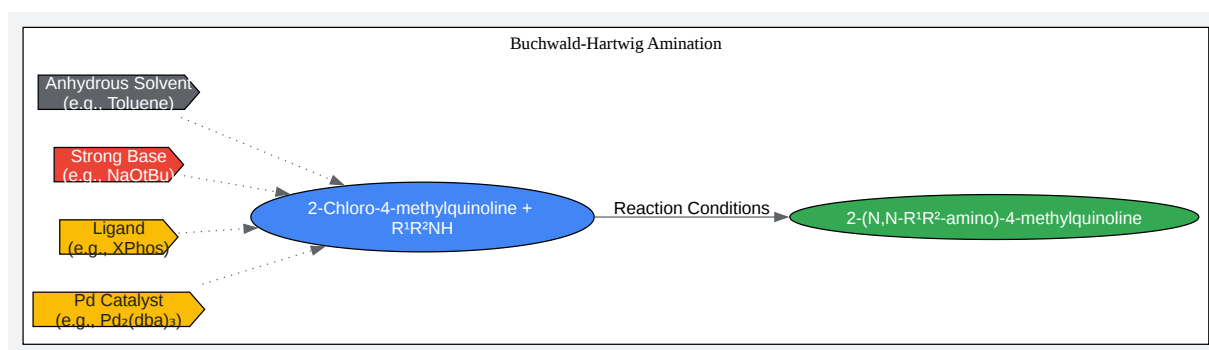 Buchwald-Hartwig Amination
Anhydrous Solvent
(e.g., Toluene)
Strong Base
(e.g., NaOtBu)
Ligand
(e.g., XPhos)
Pd Catalyst
(e.g., Pd₂(dba)₃)
2-Chloro-4-methylquinoline +
R¹R²NH
Reaction Conditions
2-(N,N-R¹R²-amino)-4-methylquinoline